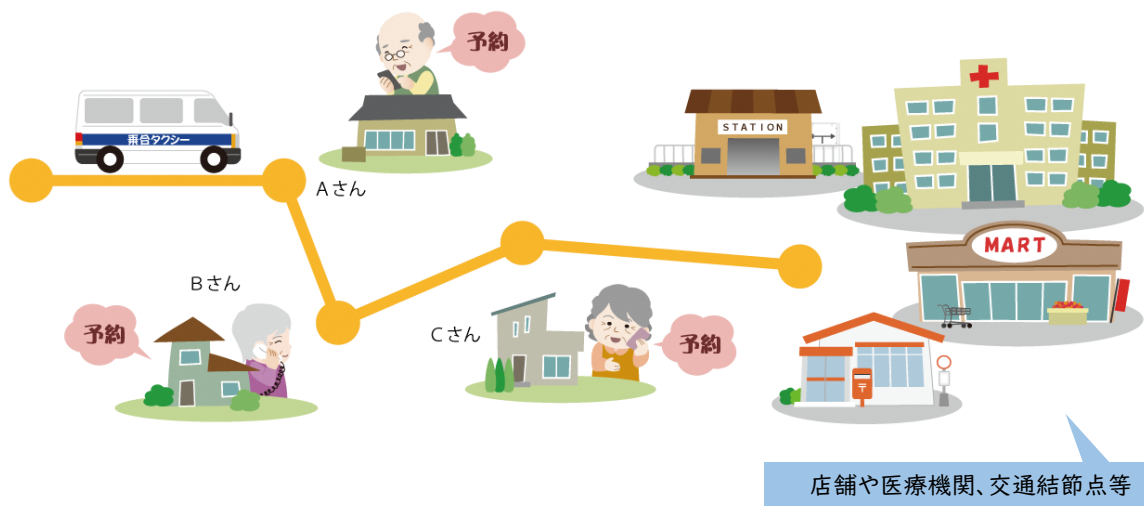 予約
乗合タクシー
Aさん
STATION
MART
Bさん
予約
Cさん
予約
〒
店舗や医療機関、交通結節点等